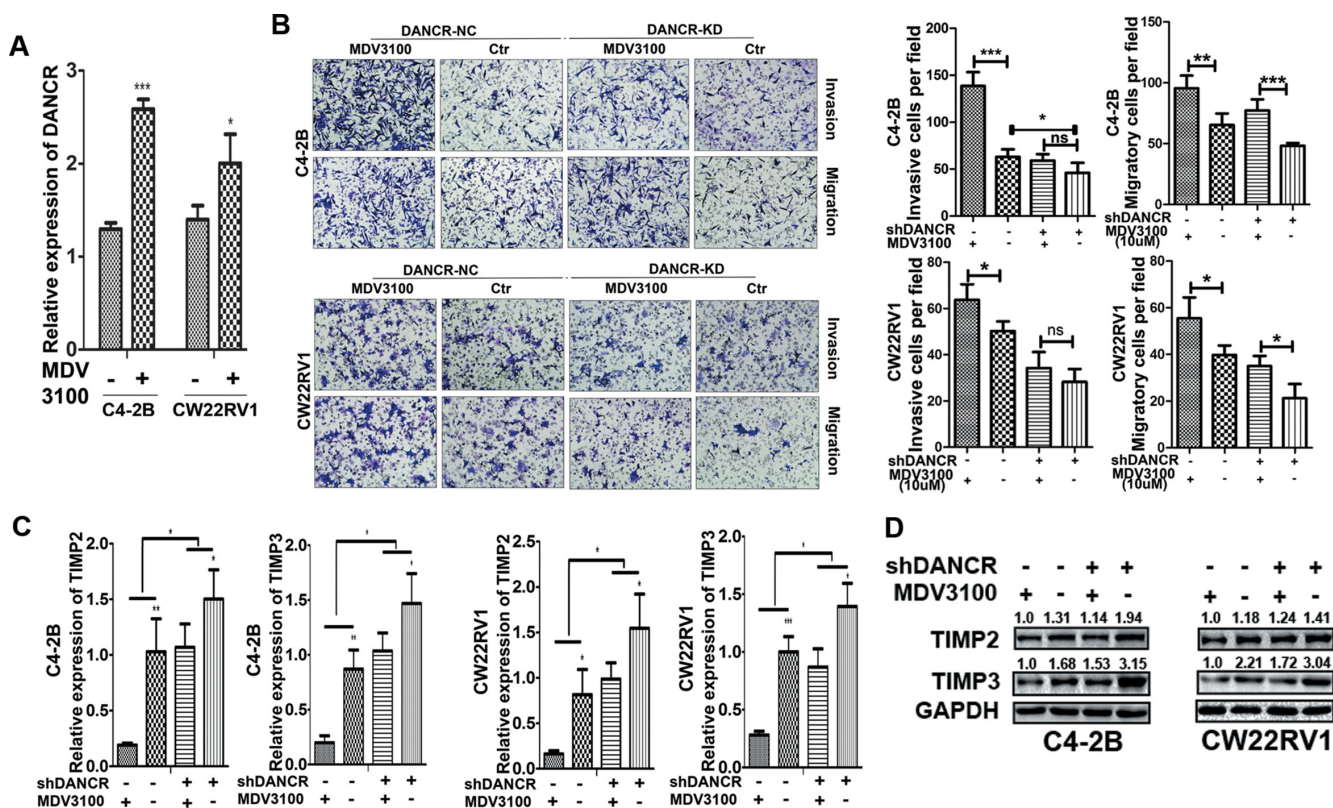 A
Relative expression of DANCR
3
2
1
0
***
*
MDV
3100
- + - +
C4-2B CW22RV1
B
DANCR-NC DANCR-KD
MDV3100 Ctr MDV3100 Ctr
C4-2B
Invasion
Migration
DANCR-NC DANCR-KD
MDV3100 Ctr MDV3100 Ctr
CW22RV1
Invasion
Migration
C4-2B
Invasive cells per field
200
150
100
50
0
***
*
ns
shDANCR - - + +
MDV3100 + - + -
C4-2B
Migratory cells per field
150
100
50
0
**
***
shDANCR - - + +
MDV3100 + - + -
(10uM)
CW22RV1
Invasive cells per field
80
60
40
20
0
*
ns
shDANCR - - + +
MDV3100 + - + -
(10uM)
CW22RV1
Migratory cells per field
80
60
40
20
0
*
*
shDANCR - - + +
MDV3100 + - + -
(10uM)
C
C4-2B
Relative expression of TIMP2
2.0
1.5
1.0
0.5
0.0
*
**
*
shDANCR - - + +
MDV3100 + - + -
C4-2B
Relative expression of TIMP3
2.0
1.5
1.0
0.5
0.0
*
**
*
shDANCR - - + +
MDV3100 + - + -
CW22RV1
Relative expression of TIMP2
2.0
1.5
1.0
0.5
0.0
*
*
*
shDANCR - - + +
MDV3100 + - + -
CW22RV1
Relative expression of TIMP3
2.0
1.5
1.0
0.5
0.0
*
***
*
shDANCR - - + +
MDV3100 + - + -
D
shDANCR - - + + - - + +
MDV3100 + - + - + - + -
1.0 1.31 1.14 1.94 1.0 1.18 1.24 1.41
TIMP2
1.0 1.68 1.53 3.15 1.0 2.21 1.72 3.04
TIMP3
GAPDH
C4-2B CW22RV1